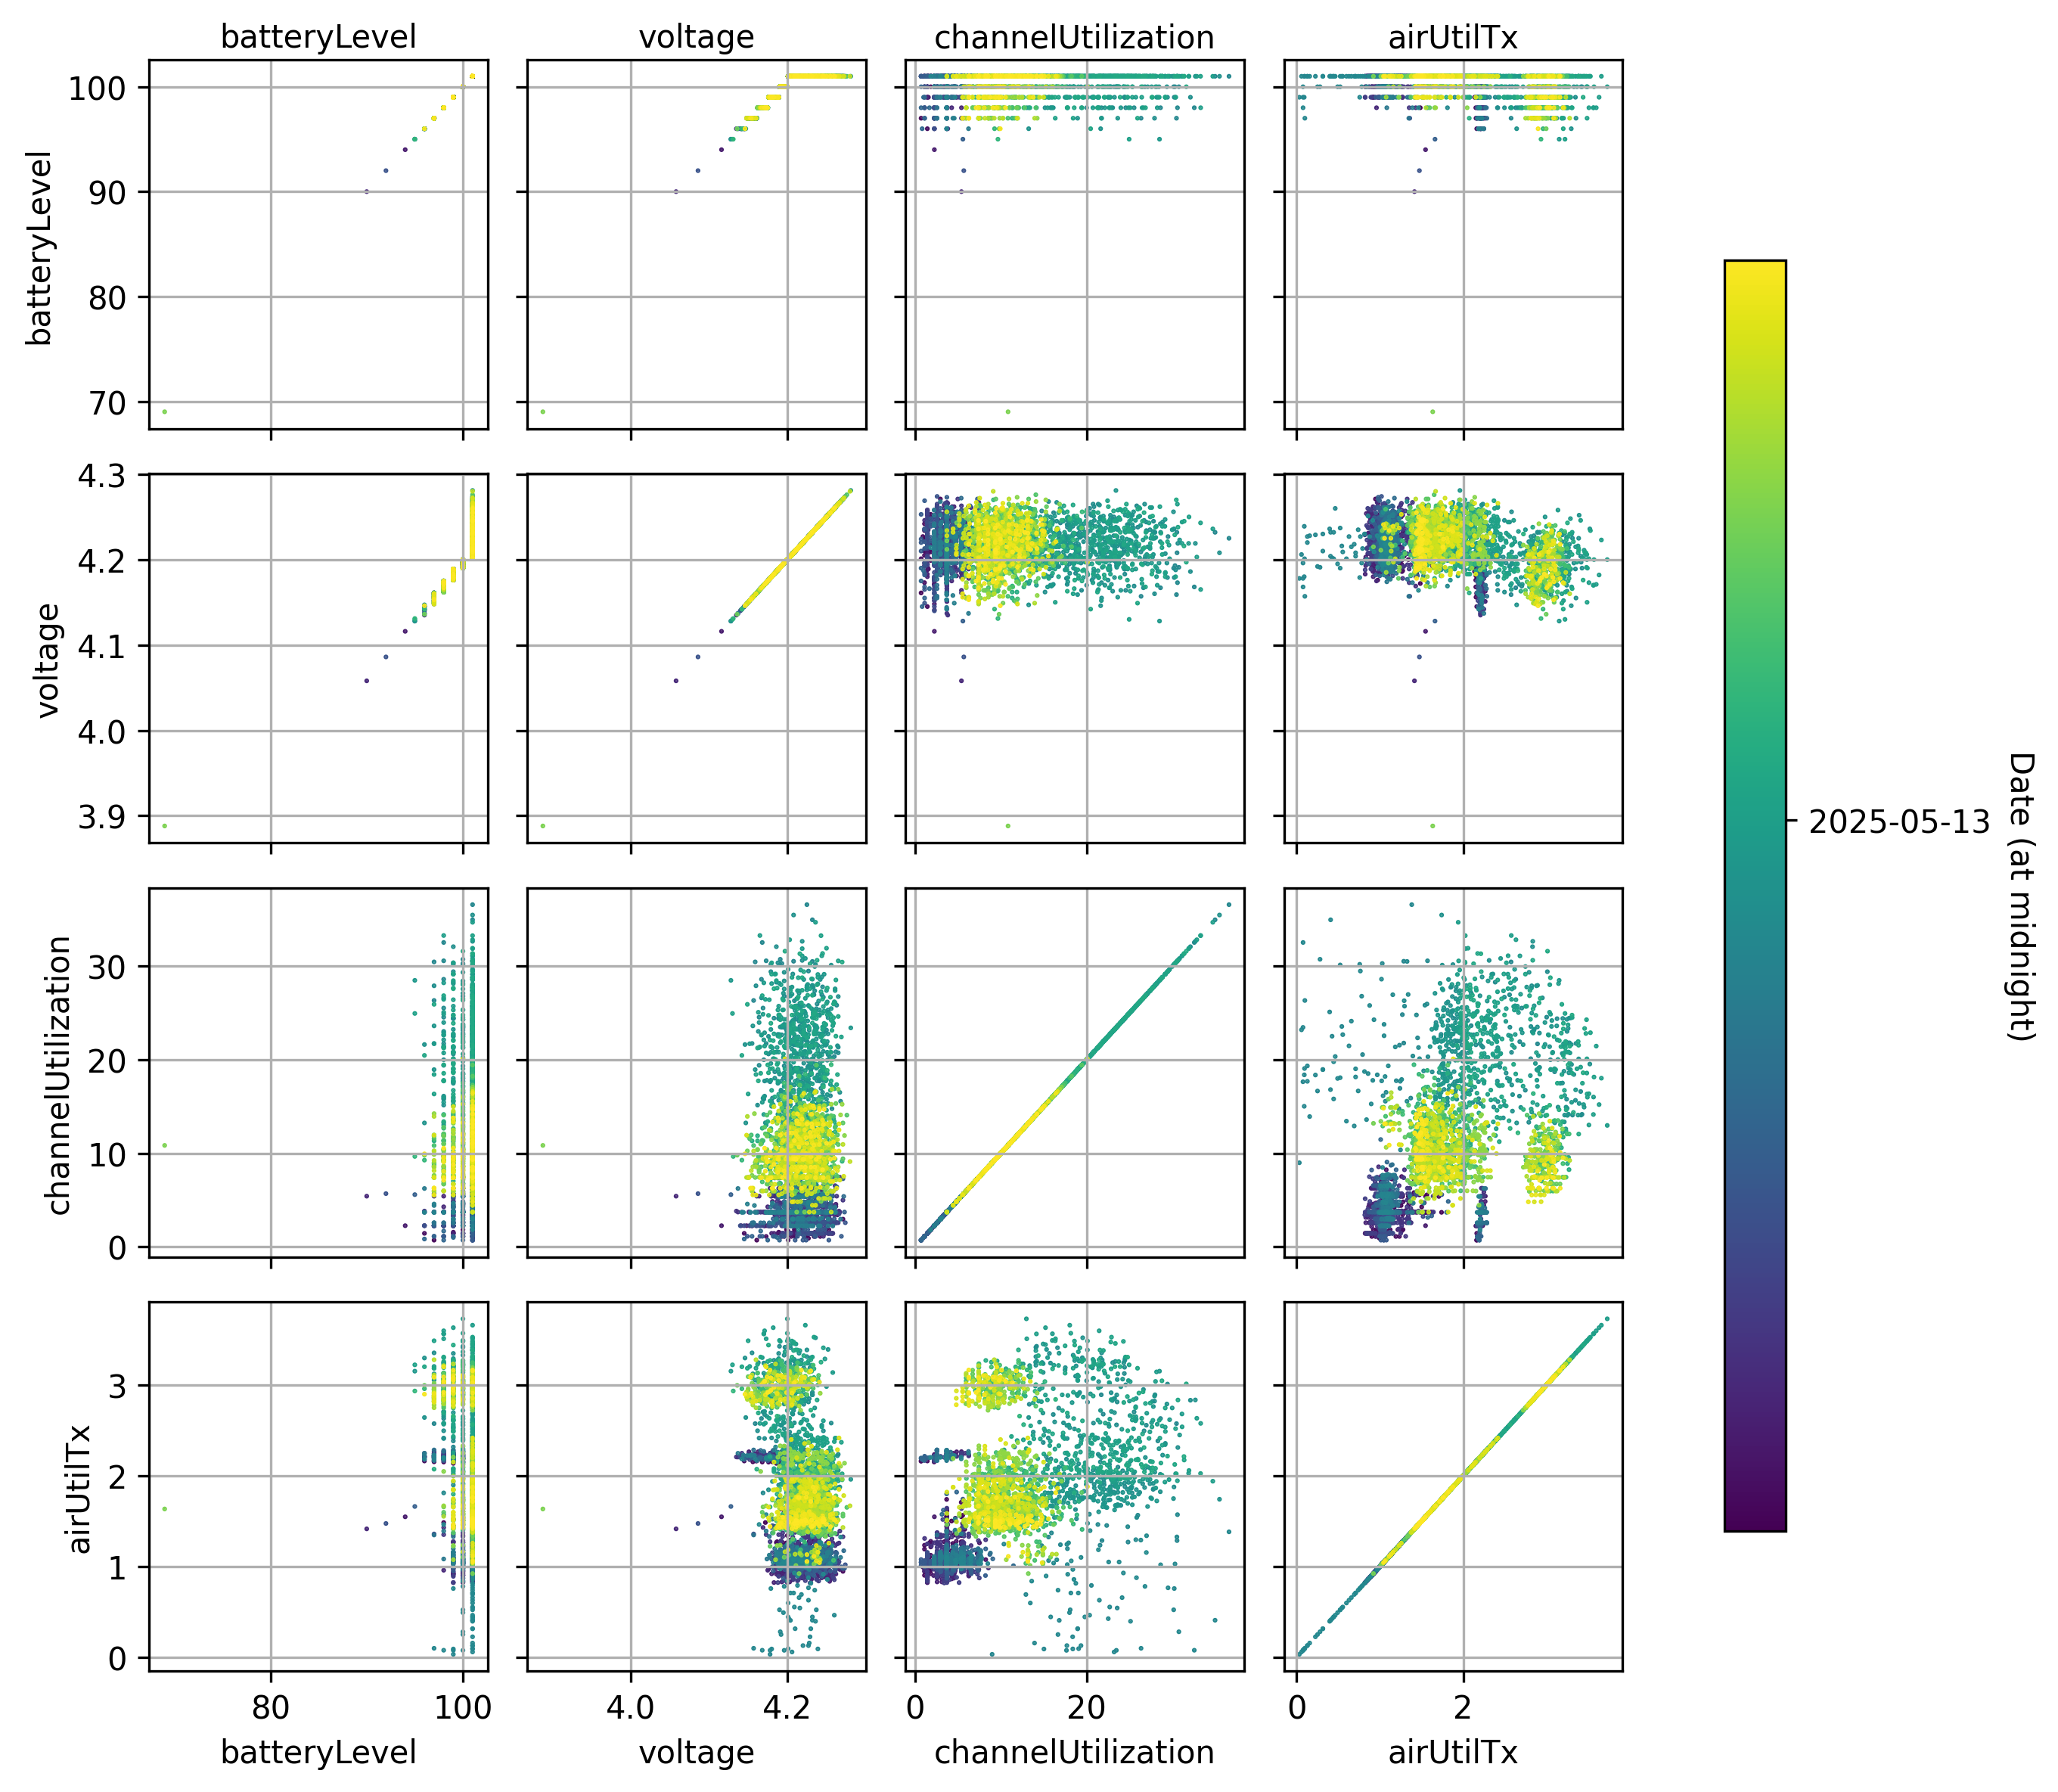 batteryLevel voltage channelUtilization airUtilTx
batteryLevel
100
90
80
70
voltage
4.3
4.2
4.1
4.0
3.9
channelUtilization
30
20
10
0
airUtilTx
3
2
1
0
80 100 4.0 4.2 0 20 0 2
batteryLevel voltage channelUtilization airUtilTx
2025-05-13
Date (at midnight)